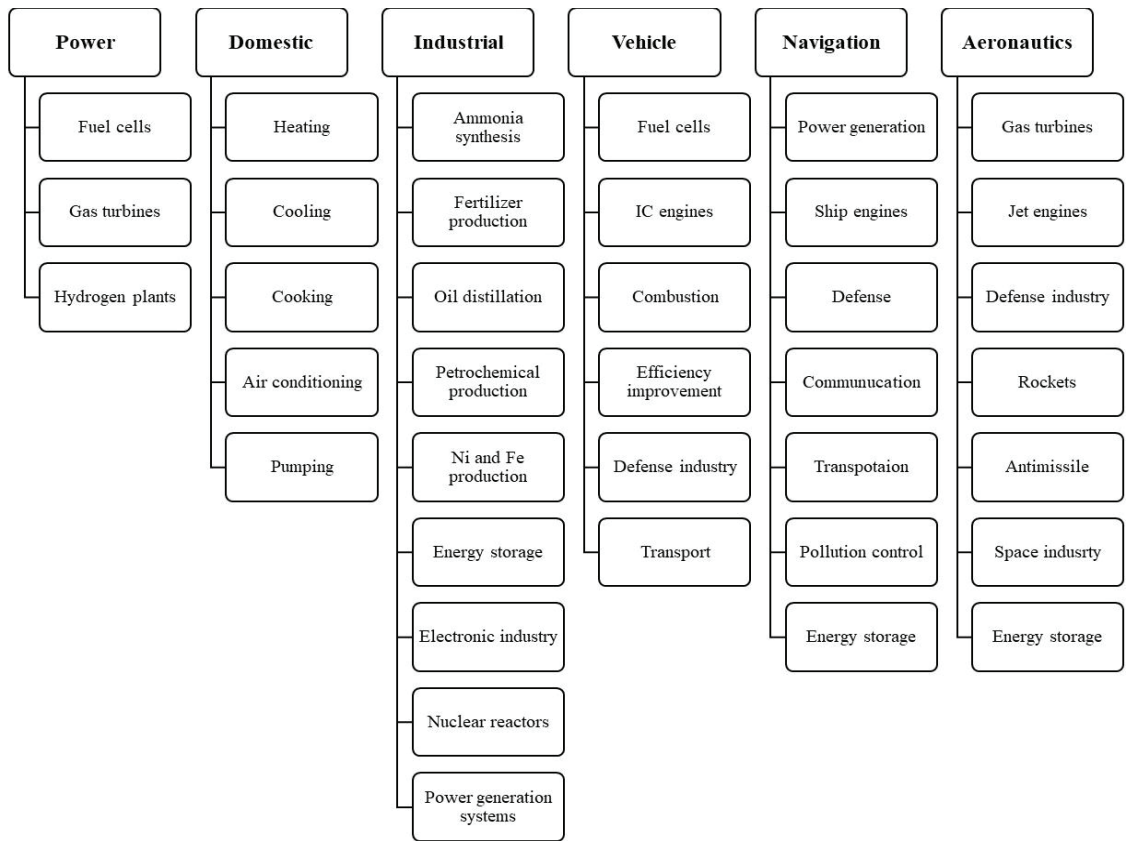 Power
Fuel cells
Gas turbines
Hydrogen plants
Domestic
Heating
Cooling
Cooking
Air conditioning
Pumping
Industrial
Ammonia
synthesis
Fertilizer
production
Oil distillation
Petrochemical
production
Ni and Fe
production
Energy storage
Electronic industry
Nuclear reactors
Power generation
systems
Vehicle
Fuel cells
IC engines
Combustion
Efficiency
improvement
Defense industry
Transport
Navigation
Power generation
Ship engines
Defense
Communucation
Transpotaion
Pollution control
Energy storage
Aeronautics
Gas turbines
Jet engines
Defense industry
Rockets
Antimissile
Space indusrty
Energy storage